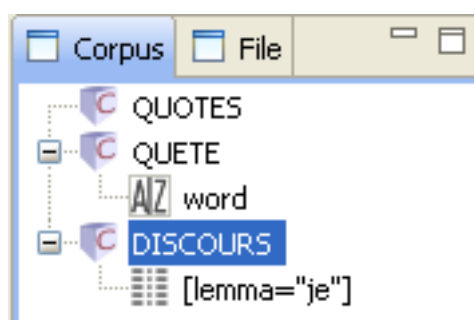 Corpus File
QUOTES
QUETE
A|Z word
DISCOURS
[lemma="je"]